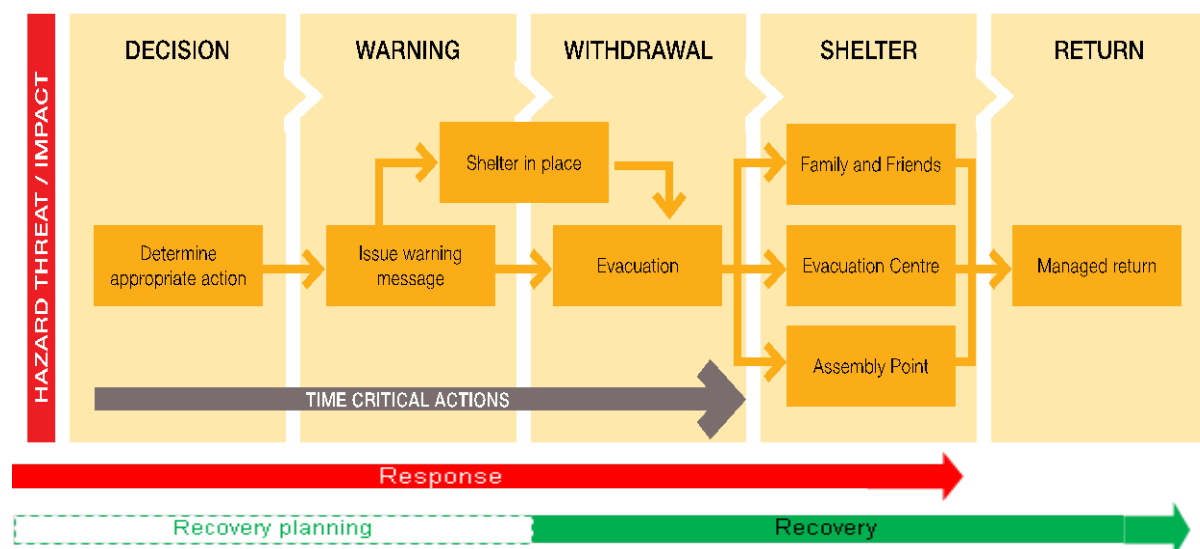 HAZARD THREAT / IMPACT
DECISION
WARNING
WITHDRAWAL
SHELTER
RETURN
Shelter in place
Family and Friends
Determine
appropriate action
Issue warning
message
Evacuation
Evacuation Centre
Managed return
Assembly Point
TIME CRITICAL ACTIONS
Response
Recovery planning
Recovery